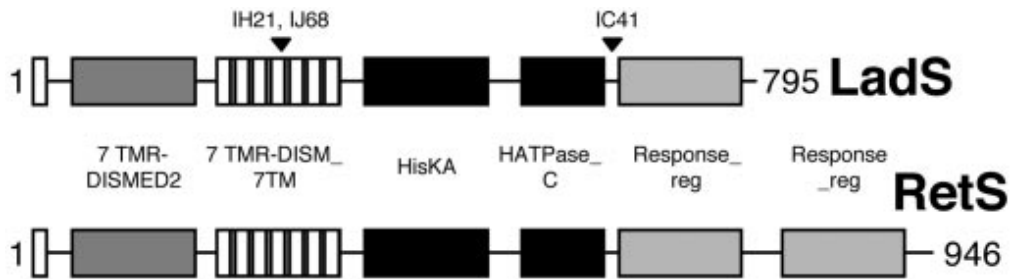 IH21, IJ68
IC41
1
795 LadS
7 TMR-
DISMED2
7 TMR-DISM_
7TM
HisKA
HATPase_
C
Response_
reg
Response
_reg
RetS
1
946